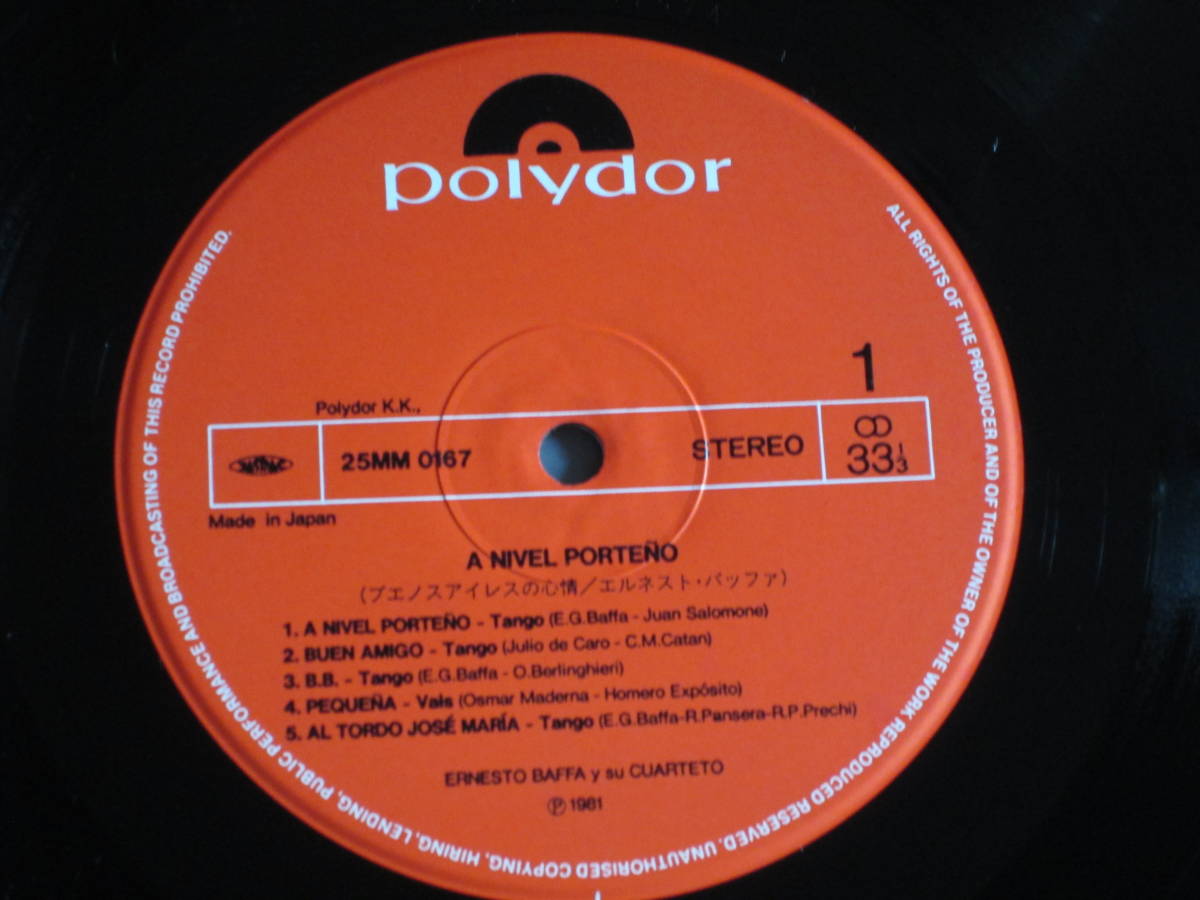 polydor
1
Polydor K.K.,
25MM 0167
STEREO
33 1/3
Made in Japan
A NIVEL PORTEÑO
(ブエノスアイレスの心情/エルネスト・バッファ)
1. A NIVEL PORTEÑO - Tango (E.G.Baffa - Juan Salomone)
2. BUEN AMIGO - Tango (Julio de Caro - C.M.Catan)
3. B.B. - Tango (E.G.Baffa - O.Berlinghieri)
4. PEQUEÑA - Vals (Osmar Maderna - Homero Expósito)
5. AL TORDO JOSÉ MARÍA - Tango (E.G.Baffa-R.Pansera-R.P.Prechi)
ERNESTO BAFFA y su CUARTETO
Ⓟ 1981
ALL RIGHTS OF THE PRODUCER AND OF THE OWNER OF THE WORK REPRODUCED RESERVED. UNAUTHORISED COPYING, HIRING, LENDING, PUBLIC PERFORMANCE AND BROADCASTING OF THIS RECORD PROHIBITED.